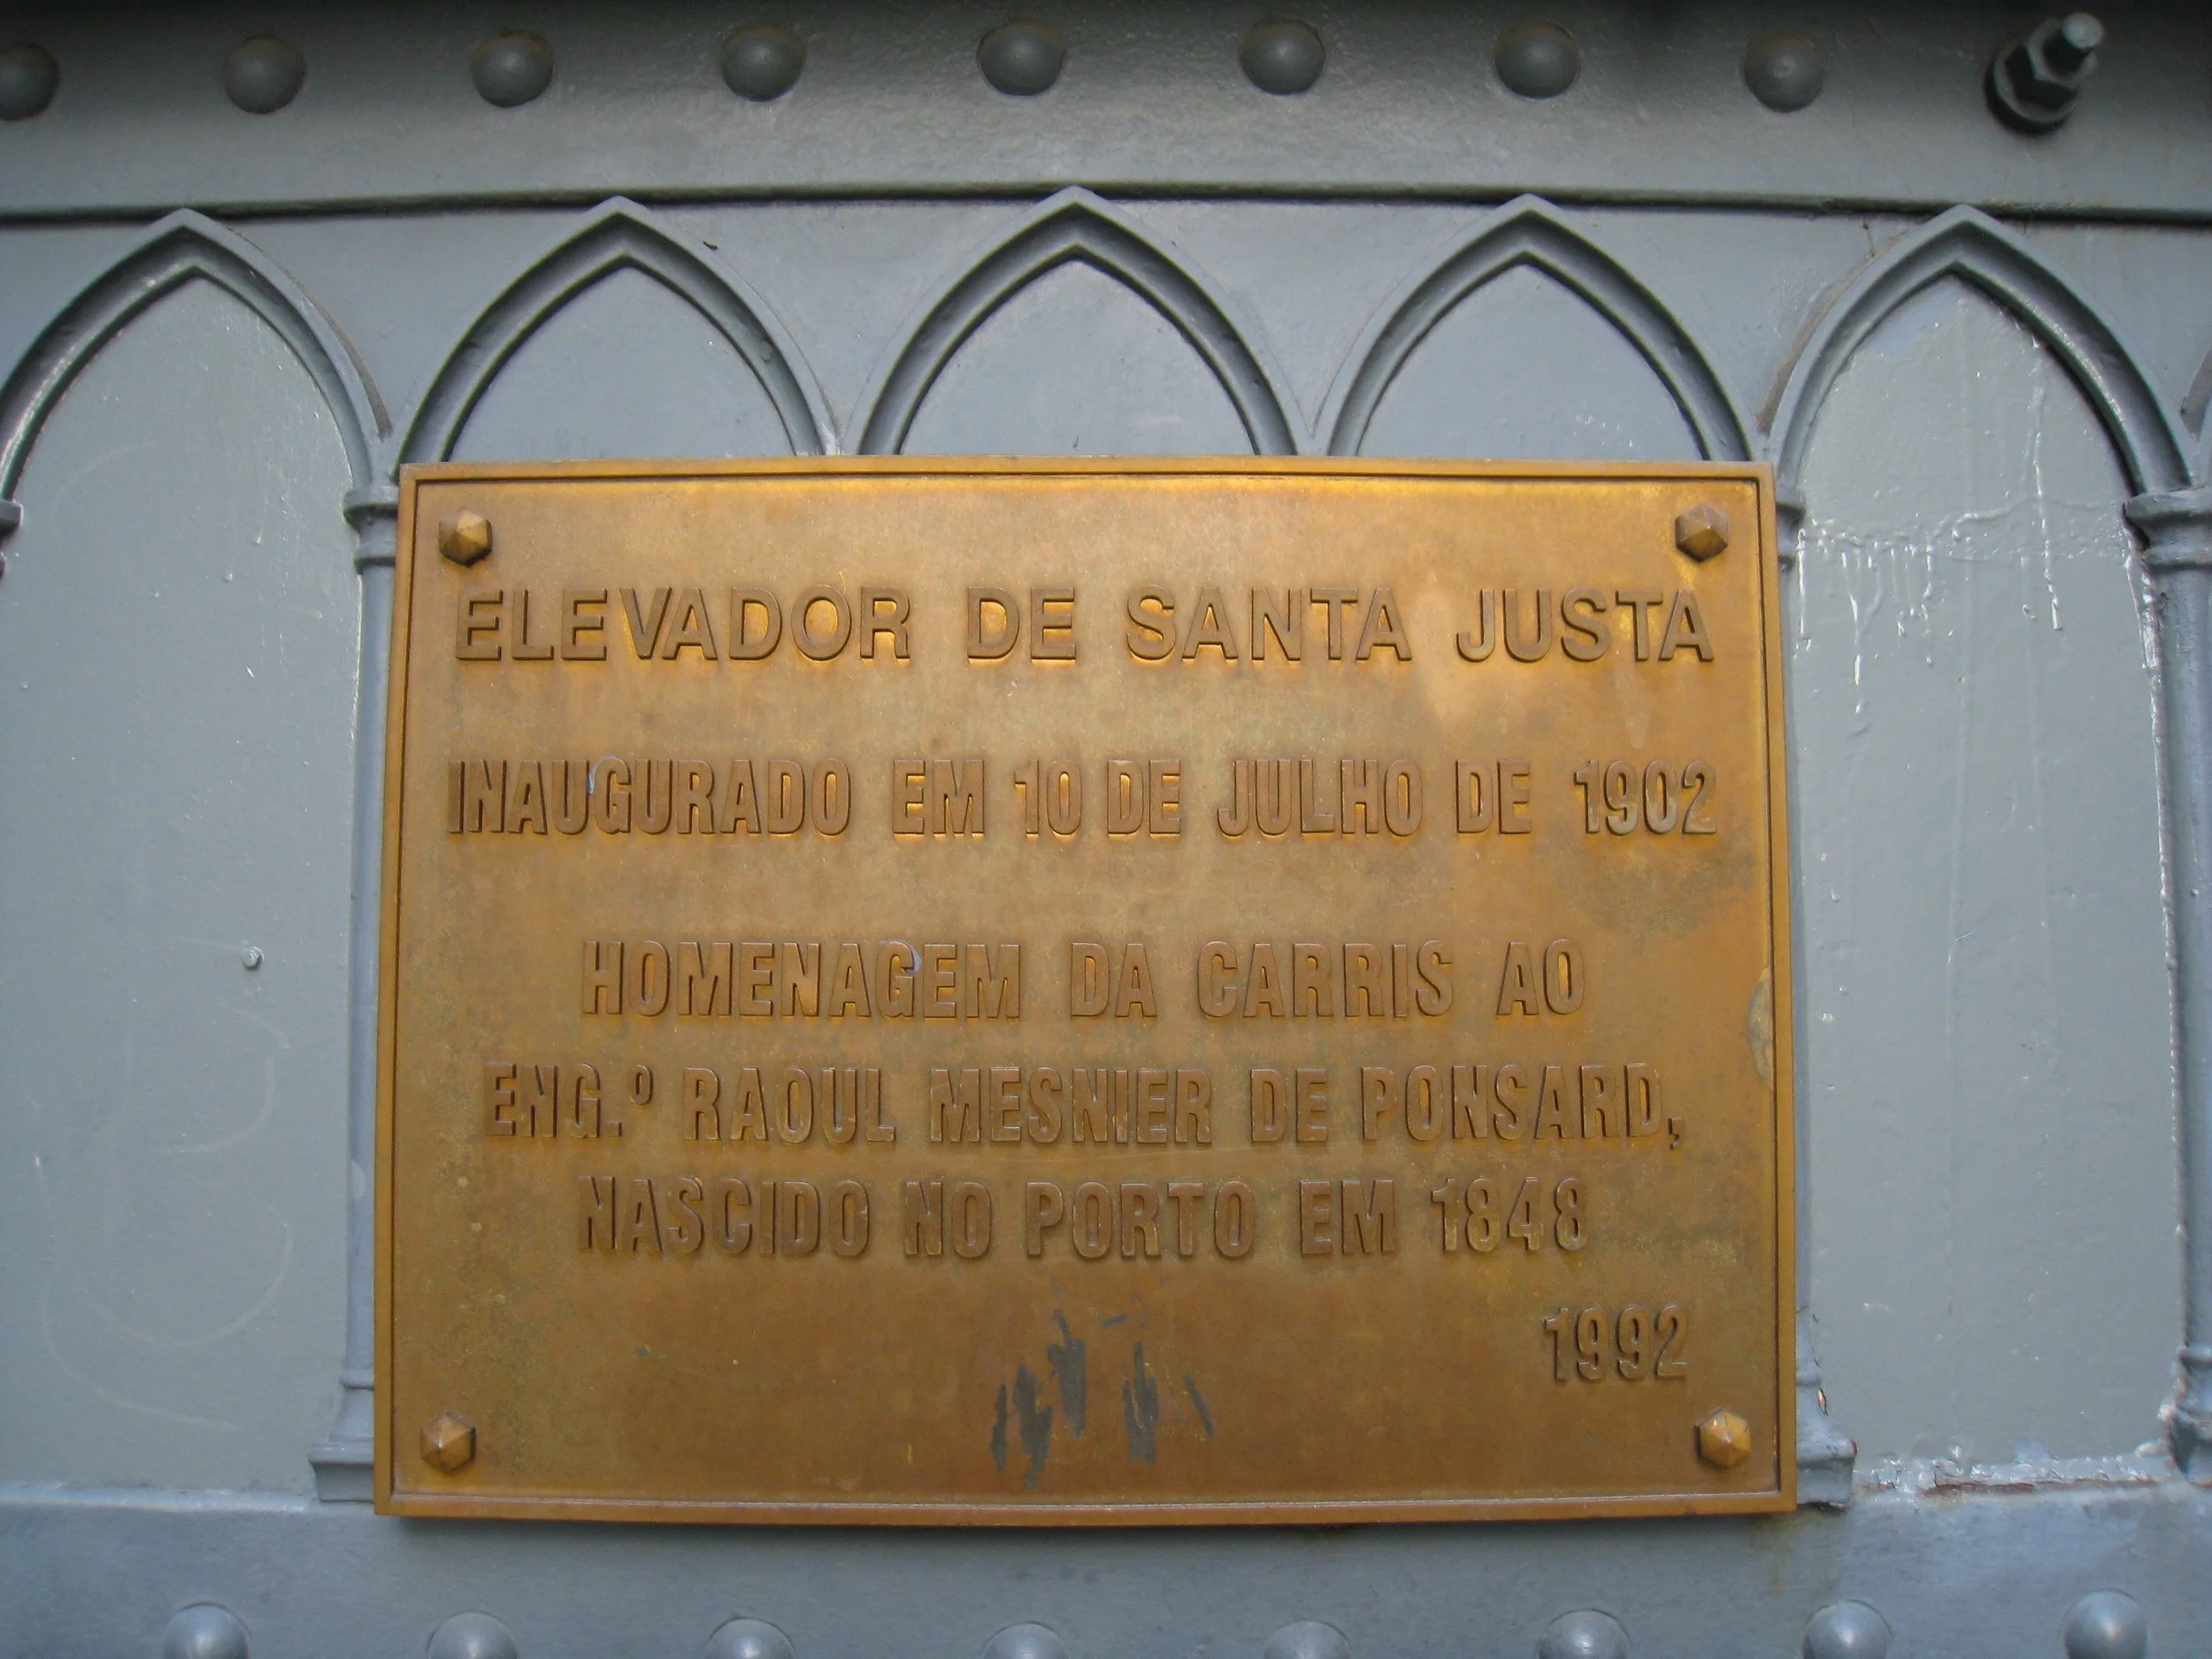 ELEVADOR DE SANTA JUSTA
INAUGURADO EM 10 DE JULHO DE 1902
HOMENAGEM DA CARRIS AO
ENG.º RAOUL MESNIER DE PONSARD,
NASCIDO NO PORTO EM 1848
1992